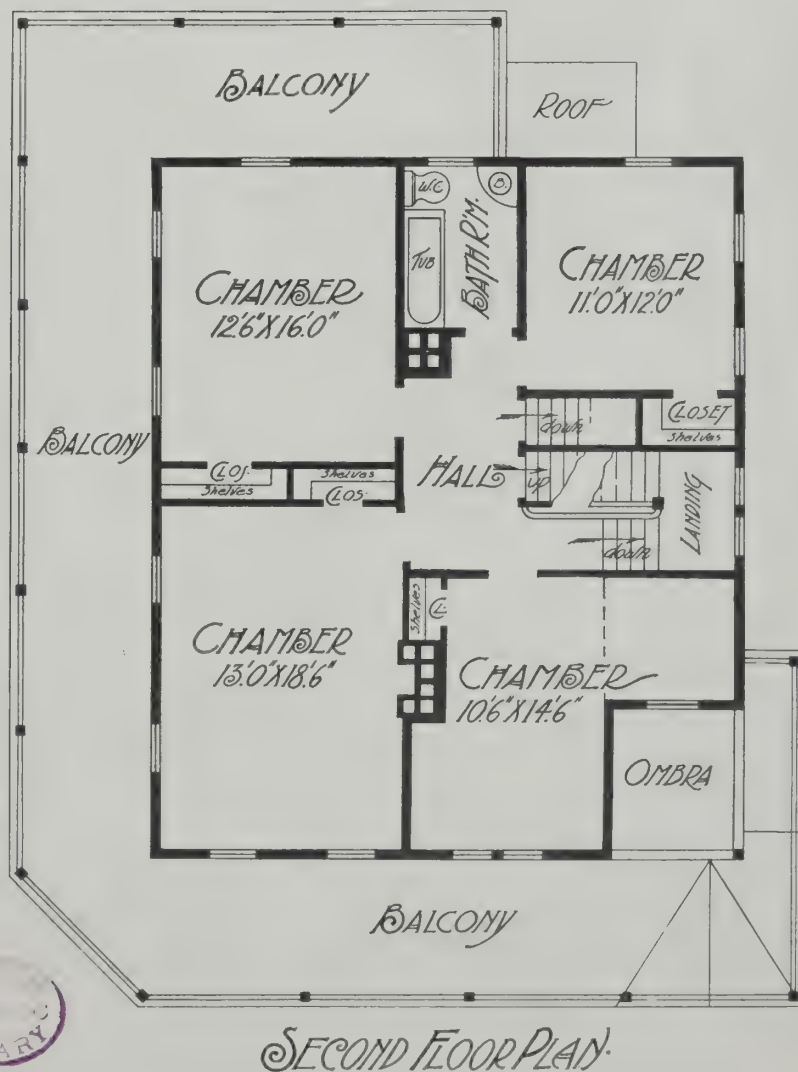 BALCONY
ROOF
W.C
B.
TUB
BATH R'M.
CHAMBER
12'6"X16'0"
CHAMBER
11'0"X12'0"
BALCONY
down
CLOSET
Shelves
CLOS.
Shelves
Shelves
CLOS.
HALL
up
LANDING
down
Shelves
CL.
CHAMBER
13'0"X18'6"
CHAMBER
10'6"X14'6"
OMBRA
BALCONY
SECOND FLOOR PLAN.